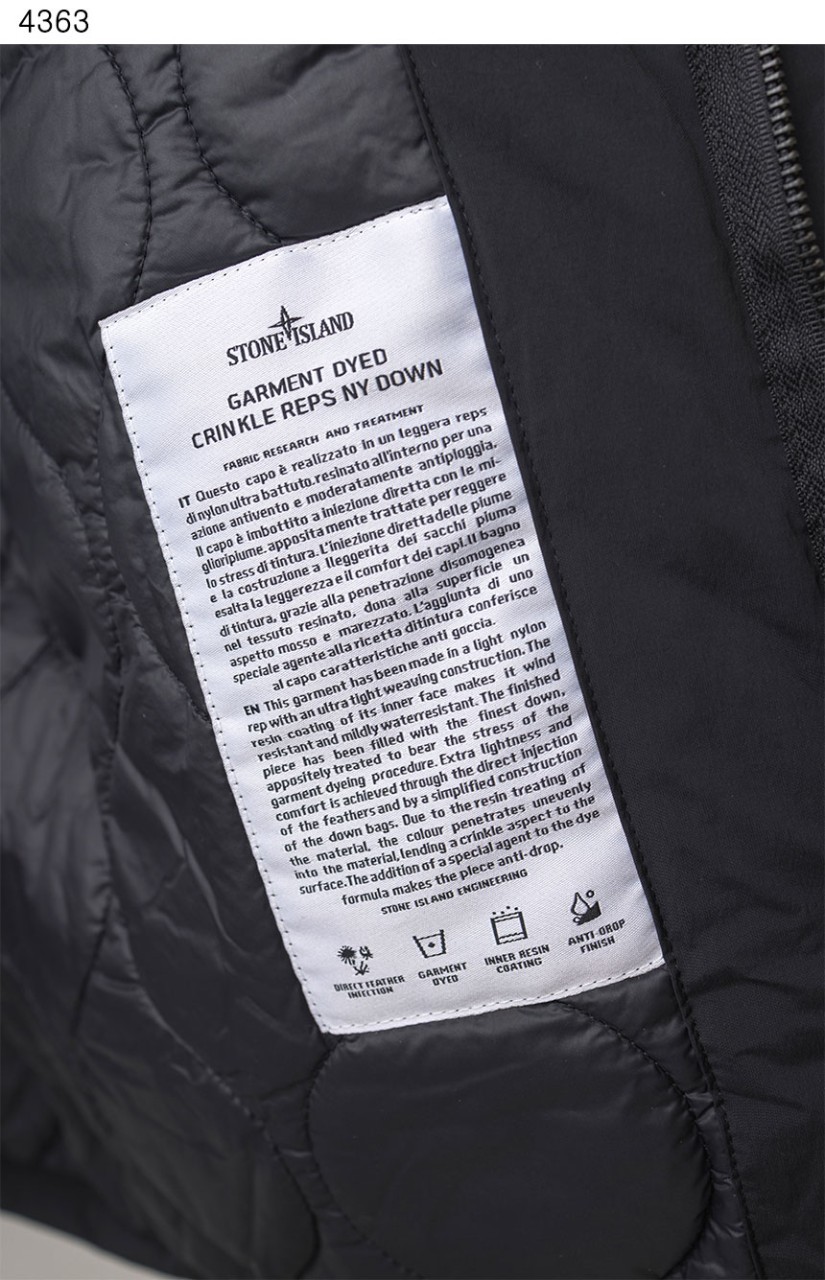 4363
STONE ISLAND
GARMENT DYED
CRINKLE REPS NY DOWN
FABRIC RESEARCH AND TREATMENT
IT Questo capo è realizzato in un leggera reps
di nylon ultra battuto.resinato all'interno per una
azione antivento e moderatamente antipioggia.
Il capo è imbottito a iniezione diretta con le mi-
glioripiume. apposita mente trattate per reggere
lo stress di tintura. L'iniezione diretta delle piume
e la costruzione a lleggerita dei sacchi piuma
esalta la leggerezza e il comfort dei capi.Il bagno
di tintura, grazie alla penetrazione disomogenea
nel tessuto resinato, dona alla superficie un
aspetto mosso e marezzato. L'agglunta di uno
speciale agente alla ricetta ditintura conferisce
al capo caratteristiche anti goccia.
EN This garment has been made in a light nylon
rep with an ultra tight weaving construction. The
resin coating of its inner face makes it wind
resistant and mildly waterresistant. The finished
piece has been filled with the finest down,
appositely treated to bear the stress of the
garment dyeing procedure. Extra lightness and
comfort is achieved through the direct injection
of the feathers and by a simplified construction
of the down bags. Due to the resin treating of
the material, the colour penetrates unevenly
into the material, lending a crinkle aspect to the
surface.The addition of a special agent to the dye
formula makes the plece anti-drop.
STONE ISLAND ENGINEERING
DIRECT FEATHER
INJECTION
GARMENT
DYED
INNER RESIN
COATING
ANTI-DROP
FINISH